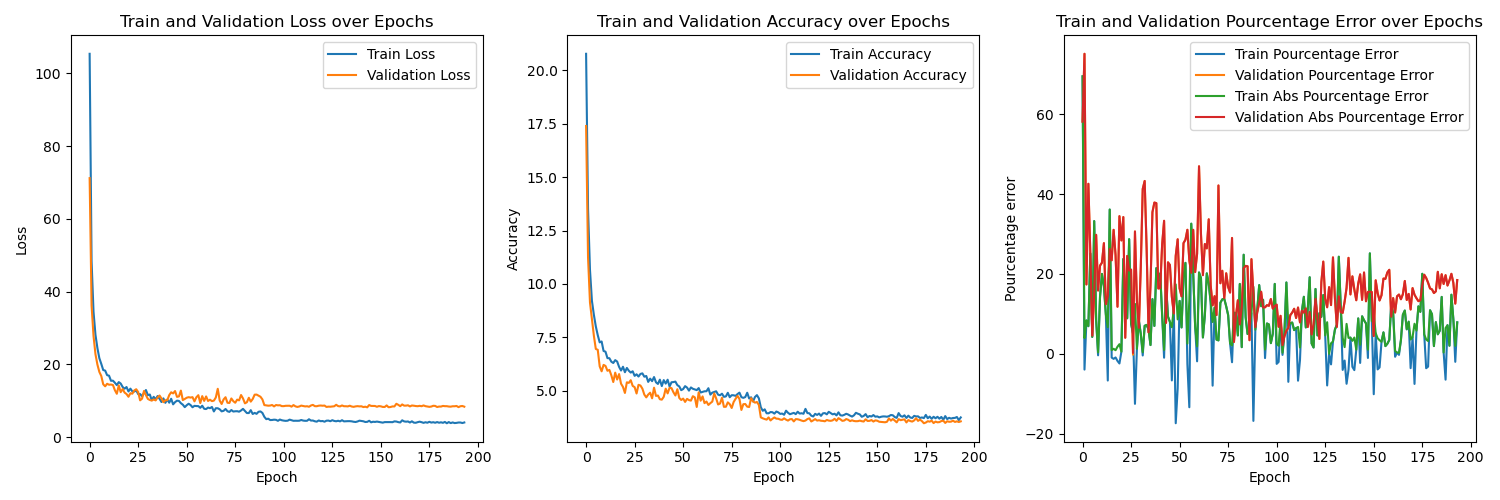 Train and Validation Loss over Epochs
Train Loss
Validation Loss
100
80
60
40
20
0
Loss
0 25 50 75 100 125 150 175 200
Epoch
Train and Validation Accuracy over Epochs
Train Accuracy
Validation Accuracy
20.0
17.5
15.0
12.5
10.0
7.5
5.0
Accuracy
0 25 50 75 100 125 150 175 200
Epoch
Train and Validation Pourcentage Error over Epochs
Train Pourcentage Error
Validation Pourcentage Error
Train Abs Pourcentage Error
Validation Abs Pourcentage Error
60
40
20
0
−20
Pourcentage error
0 25 50 75 100 125 150 175 200
Epoch